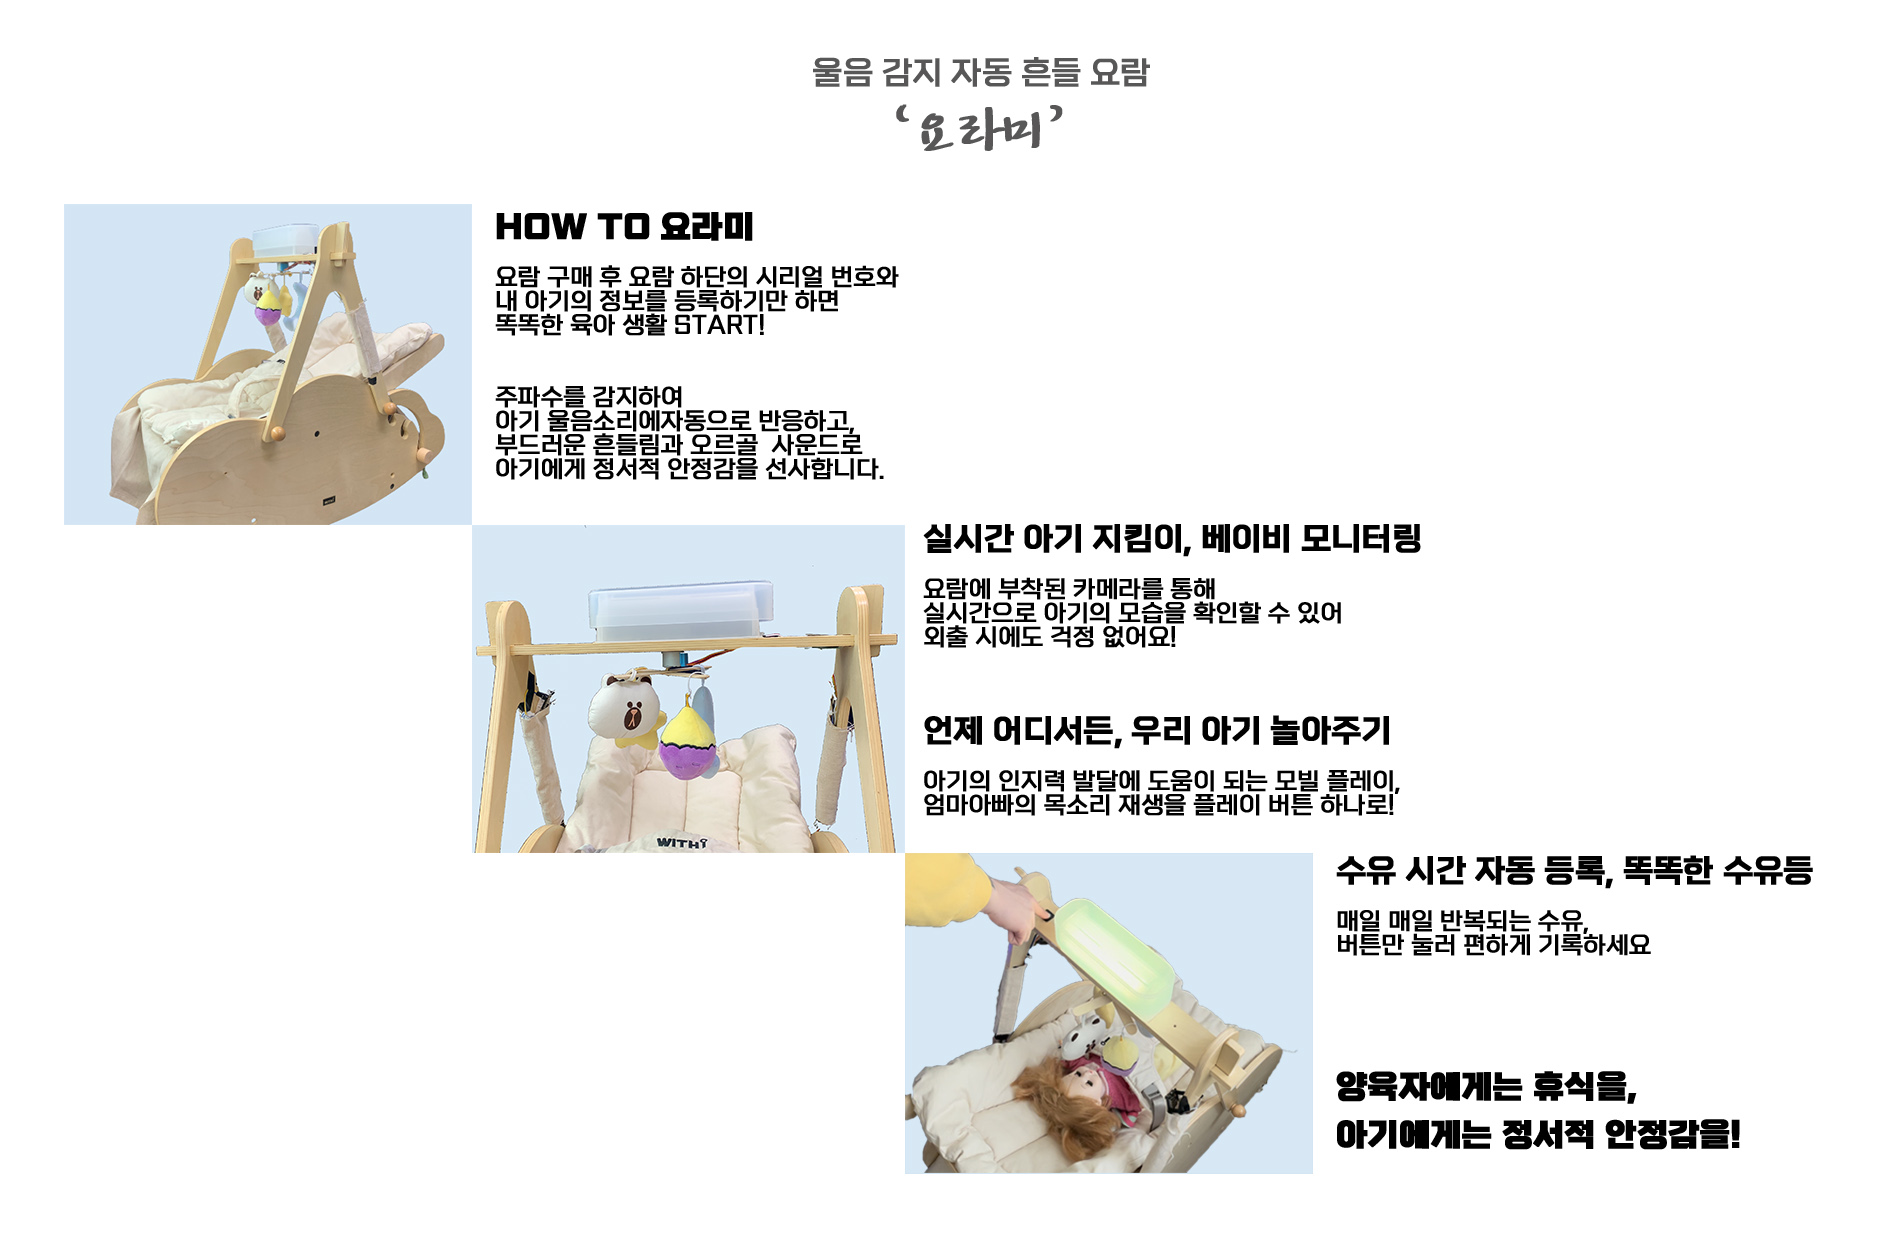 울음 감지 자동 흔들 요람
‘요라미’
HOW TO 요라미
요람 구매 후 요람 하단의 시리얼 번호와
내 아기의 정보를 등록하기만 하면
똑똑한 육아 생활 START!
주파수를 감지하여
아기 울음소리에자동으로 반응하고,
부드러운 흔들림과 오르골 사운드로
아기에게 정서적 안정감을 선사합니다.
실시간 아기 지킴이, 베이비 모니터링
요람에 부착된 카메라를 통해
실시간으로 아기의 모습을 확인할 수 있어
외출 시에도 걱정 없어요!
언제 어디서든, 우리 아기 놀아주기
아기의 인지력 발달에 도움이 되는 모빌 플레이,
엄마아빠의 목소리 재생을 플레이 버튼 하나로!
WITH
수유 시간 자동 등록, 똑똑한 수유등
매일 매일 반복되는 수유,
버튼만 눌러 편하게 기록하세요
양육자에게는 휴식을,
아기에게는 정서적 안정감을!